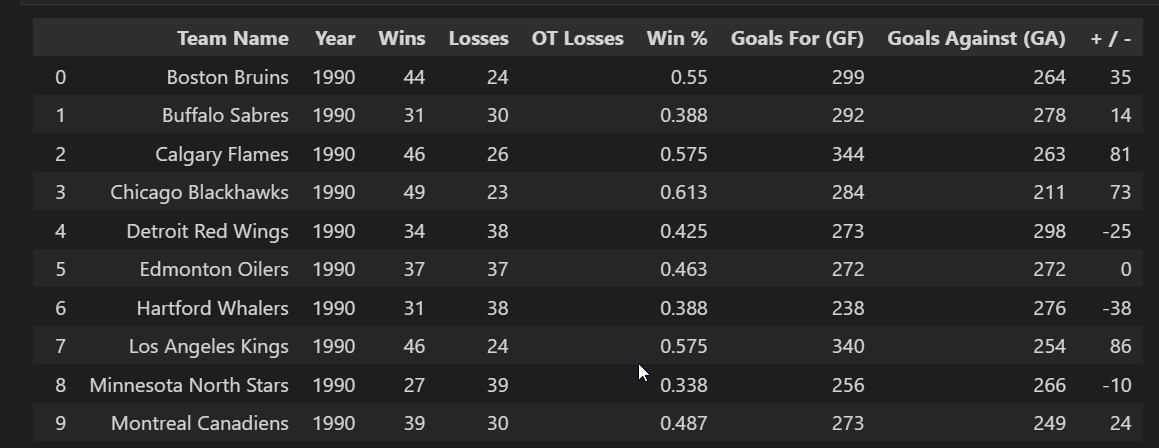 Team Name Year Wins Losses OT Losses Win % Goals For (GF) Goals Against (GA) + / -
0 Boston Bruins 1990 44 24 0.55 299 264 35
1 Buffalo Sabres 1990 31 30 0.388 292 278 14
2 Calgary Flames 1990 46 26 0.575 344 263 81
3 Chicago Blackhawks 1990 49 23 0.613 284 211 73
4 Detroit Red Wings 1990 34 38 0.425 273 298 -25
5 Edmonton Oilers 1990 37 37 0.463 272 272 0
6 Hartford Whalers 1990 31 38 0.388 238 276 -38
7 Los Angeles Kings 1990 46 24 0.575 340 254 86
8 Minnesota North Stars 1990 27 39 0.338 256 266 -10
9 Montreal Canadiens 1990 39 30 0.487 273 249 24